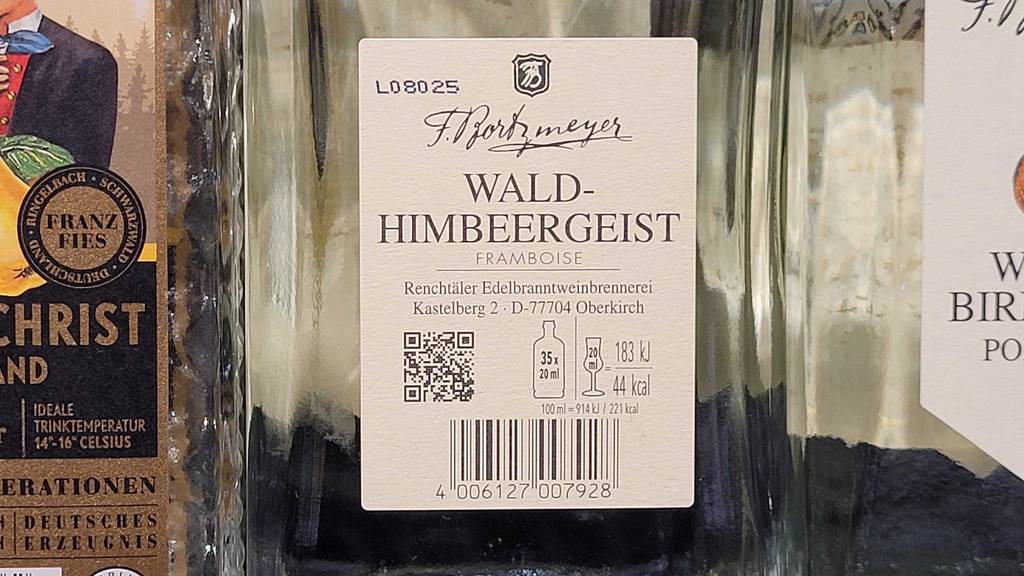 RINGELBACH · SCHWARZWALD · DEUTSCHLAND ·
FRANZ
FIES
CHRIST
AND
IDEALE
TRINKTEMPERATUR
14°-16° CELSIUS
ERATIONEN
DEUTSCHES
ERZEUGNIS
L08025
F. Bortzmeyer
WALD-
HIMBEERGEIST
FRAMBOISE
Renchtäler Edelbranntweinbrennerei
Kastelberg 2 · D-77704 Oberkirch
35 x
20 ml
20
ml
=
183 kJ
44 kcal
100 ml = 914 kJ / 221 kcal
4 006127 007928
F.
W
BIR
PO